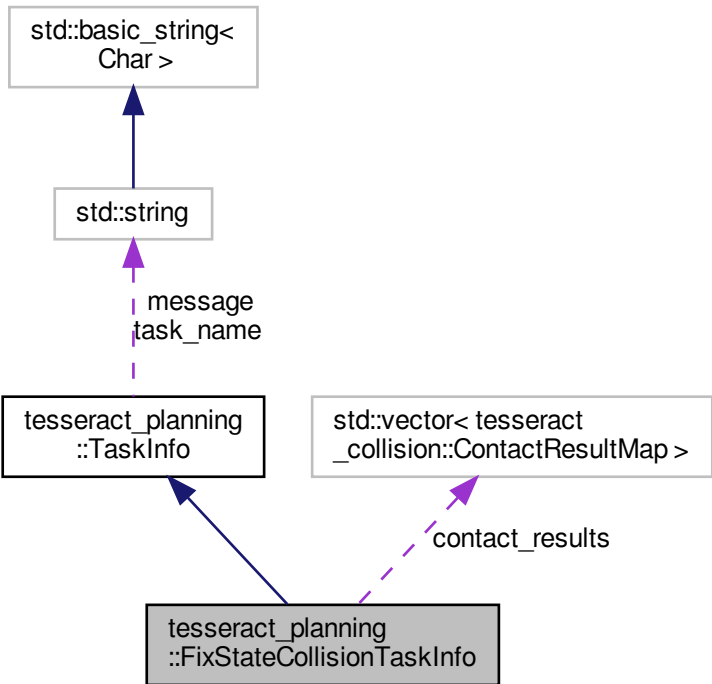 std::basic_string<
Char >
std::string
message
task_name
tesseract_planning
::TaskInfo
std::vector< tesseract
_collision::ContactResultMap >
contact_results
tesseract_planning
::FixStateCollisionTaskInfo